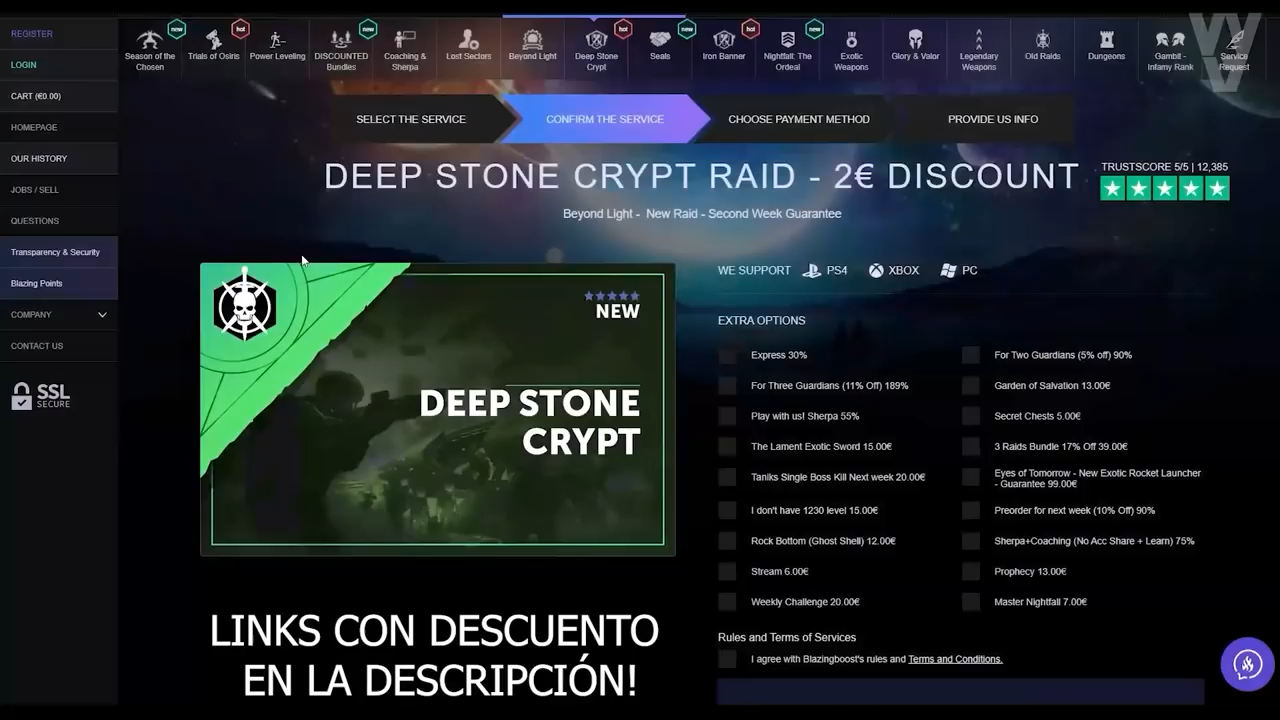 REGISTER
LOGIN
CART (€0.00)
HOMEPAGE
OUR HISTORY
JOBS / SELL
QUESTIONS
Transparency & Security
Blazing Points
COMPANY
CONTACT US
SSL
SECURE
new
hot
new
hot
new
hot
new
Season of the
Chosen
Trials of Osiris
Power Leveling
DISCOUNTED
Bundles
Coaching &
Sherpa
Lost Sectors
Beyond Light
Deep Stone
Crypt
Seals
Iron Banner
Nightfall: The
Ordeal
Exotic
Weapons
Glory & Valor
Legendary
Weapons
Old Raids
Dungeons
Gambit -
Infamy Rank
Service
Request
SELECT THE SERVICE
CONFIRM THE SERVICE
CHOOSE PAYMENT METHOD
PROVIDE US INFO
DEEP STONE CRYPT RAID - 2€ DISCOUNT
TRUSTSCORE 5/5 | 12,385
Beyond Light - New Raid - Second Week Guarantee
NEW
DEEP STONE
CRYPT
WE SUPPORT PS4 XBOX PC
EXTRA OPTIONS
Express 30%
For Two Guardians (5% off) 90%
For Three Guardians (11% Off) 189%
Garden of Salvation 13.00€
Play with us! Sherpa 55%
Secret Chests 5.00€
The Lament Exotic Sword 15.00€
3 Raids Bundle 17% Off 39.00€
Taniks Single Boss Kill Next week 20.00€
Eyes of Tomorrow - New Exotic Rocket Launcher
- Guarantee 99.00€
I don't have 1230 level 15.00€
Preorder for next week (10% Off) 90%
Rock Bottom (Ghost Shell) 12.00€
Sherpa+Coaching (No Acc Share + Learn) 75%
Stream 6.00€
Prophecy 13.00€
Weekly Challenge 20.00€
Master Nightfall 7.00€
Rules and Terms of Services
I agree with Blazingboost's rules and Terms and Conditions.
LINKS CON DESCUENTO
EN LA DESCRIPCIÓN!